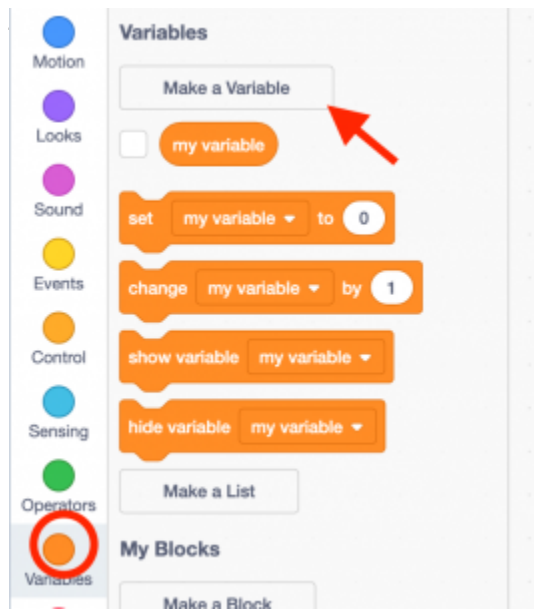 Motion
Looks
Sound
Events
Control
Sensing
Operators
Variables
Variables
Make a Variable
my variable
set my variable to 0
change my variable by 1
show variable my variable
hide variable my variable
Make a List
My Blocks
Make a Block